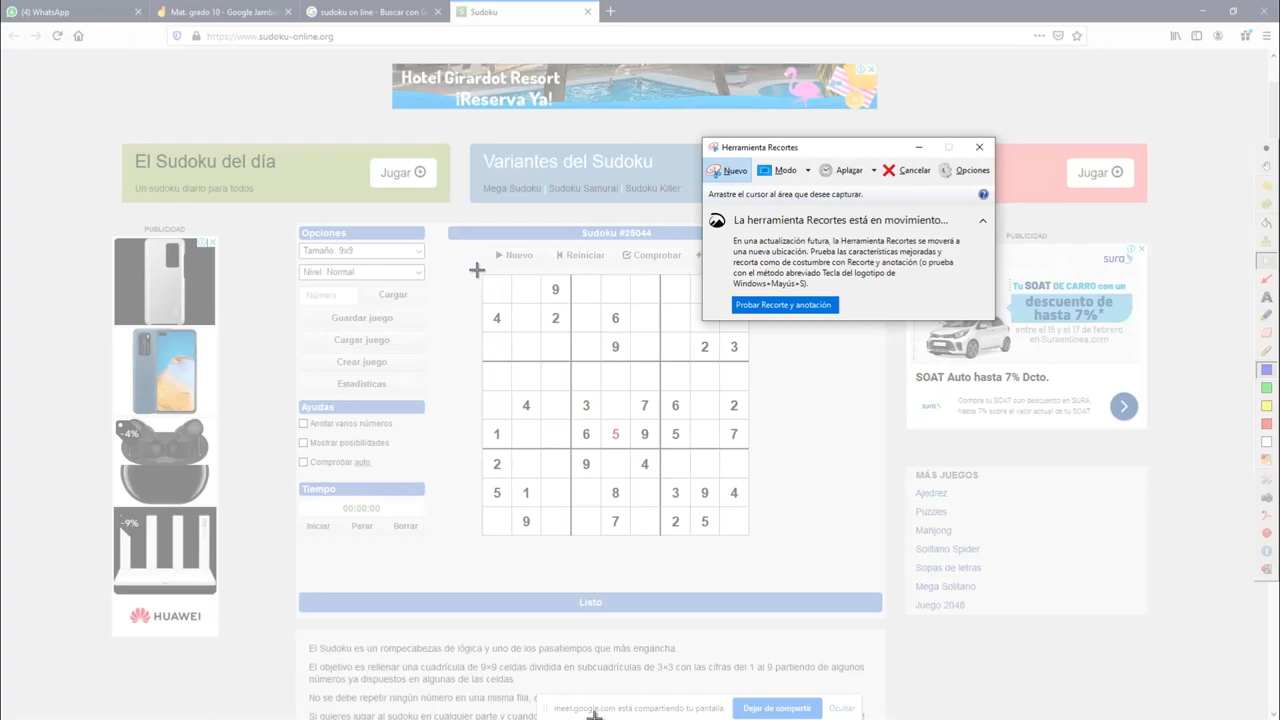 (4) WhatsApp
Mat. grado 10 - Google Jamb
sudoku on line - Buscar con G
Sudoku
https://www.sudoku-online.org
Hotel Girardot Resort
¡Reserva Ya!
El Sudoku del día
Un sudoku diario para todos
Jugar
Variantes del Sudoku
Mega Sudoku
Sudoku Samurai
Sudoku Killer
Jugar
Herramienta Recortes
Nuevo
Modo
Aplazar
Cancelar
Opciones
Arrastre el cursor al área que desee capturar.
La herramienta Recortes está en movimiento...
En una actualización futura, la Herramienta Recortes se moverá a
una nueva ubicación. Prueba las características mejoradas y
recorta como de costumbre con Recorte y anotación (o prueba
con el método abreviado Tecla del logotipo de
Windows+Mayús+S).
Probar Recorte y anotación
PUBLICIDAD
-4%
-9%
HUAWEI
Opciones
Tamaño: 9x9
Nivel: Normal
Número
Cargar
Guardar juego
Cargar juego
Crear juego
Estadísticas
Ayudas
Anotar varios números
Mostrar posibilidades
Comprobar auto.
Tiempo
00:00:00
Iniciar Parar Borrar
Sudoku #25044
Nuevo
Reiniciar
Comprobar
9
4 2 6
9 2 3
4 3 7 6 2
1 6 5 9 5 7
2 9 4
5 1 8 3 9 4
9 7 2 5
Listo
El Sudoku es un rompecabezas de lógica y uno de los pasatiempos que más engancha.
El objetivo es rellenar una cuadrícula de 9×9 celdas dividida en subcuadrículas de 3×3 con las cifras del 1 al 9 partiendo de algunos
números ya dispuestos en algunas de las celdas.
No se debe repetir ningún número en una misma fila,
Si quieres jugar al sudoku en cualquier parte y cuando
meet.google.com está compartiendo tu pantalla.
Dejar de compartir
Ocultar
PUBLICIDAD
sura
Tu SOAT DE CARRO con un
descuento de
hasta 7%*
entre el 15 y el 17 de febrero
en Suraenlinea.com
SOAT Auto hasta 7% Dcto.
sura
Compra tu SOAT con descuento en SURA,
hasta 7% sobre el valor actual de tu SOAT
MÁS JUEGOS
Ajedrez
Puzzles
Mahjong
Solitario Spider
Sopas de letras
Mega Solitario
Juego 2048